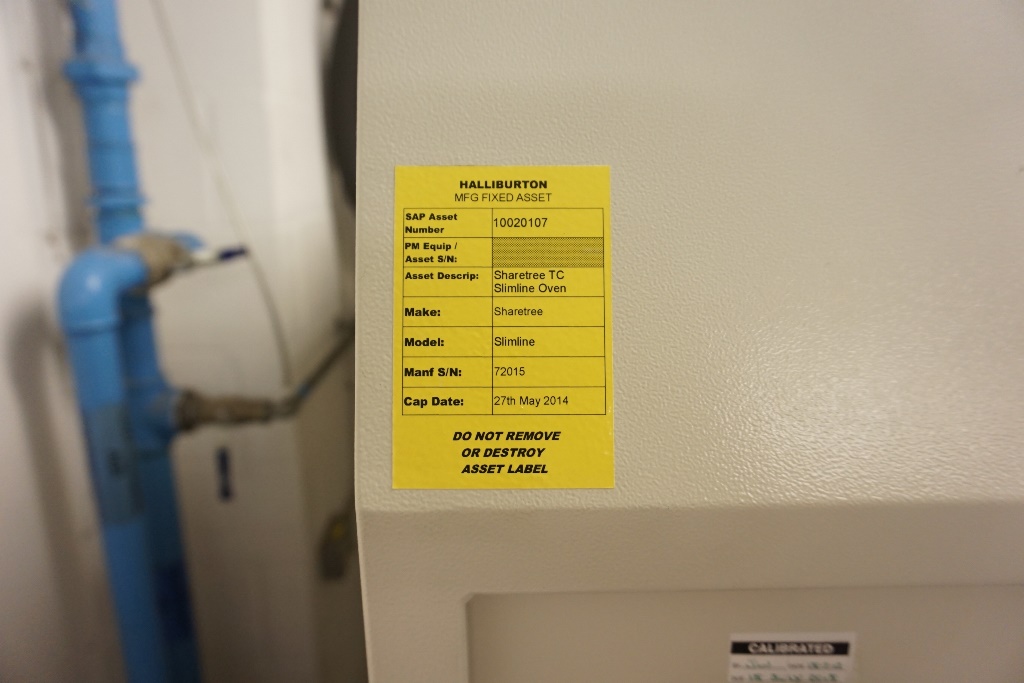 HALLIBURTON
MFG FIXED ASSET
SAP Asset Number 10020107
PM Equip / Asset S/N:
Asset Descrip: Sharetree TC Slimline Oven
Make: Sharetree
Model: Slimline
Manf S/N: 72015
Cap Date: 27th May 2014
DO NOT REMOVE
OR DESTROY
ASSET LABEL
CALIBRATED